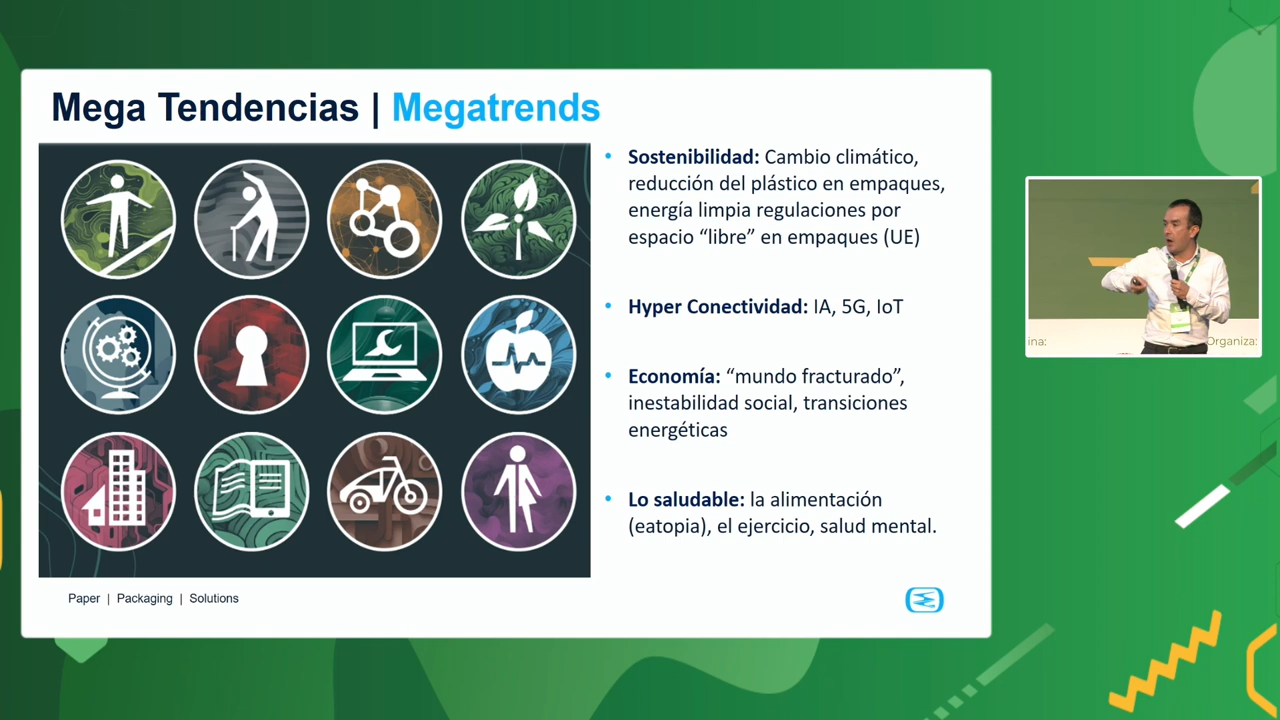 Mega Tendencias | Megatrends
• Sostenibilidad: Cambio climático,
reducción del plástico en empaques,
energía limpia regulaciones por
espacio “libre” en empaques (UE)
• Hyper Conectividad: IA, 5G, IoT
• Economía: “mundo fracturado”,
inestabilidad social, transiciones
energéticas
• Lo saludable: la alimentación
(eatopia), el ejercicio, salud mental.
Paper | Packaging | Solutions
ina:
Organiza: